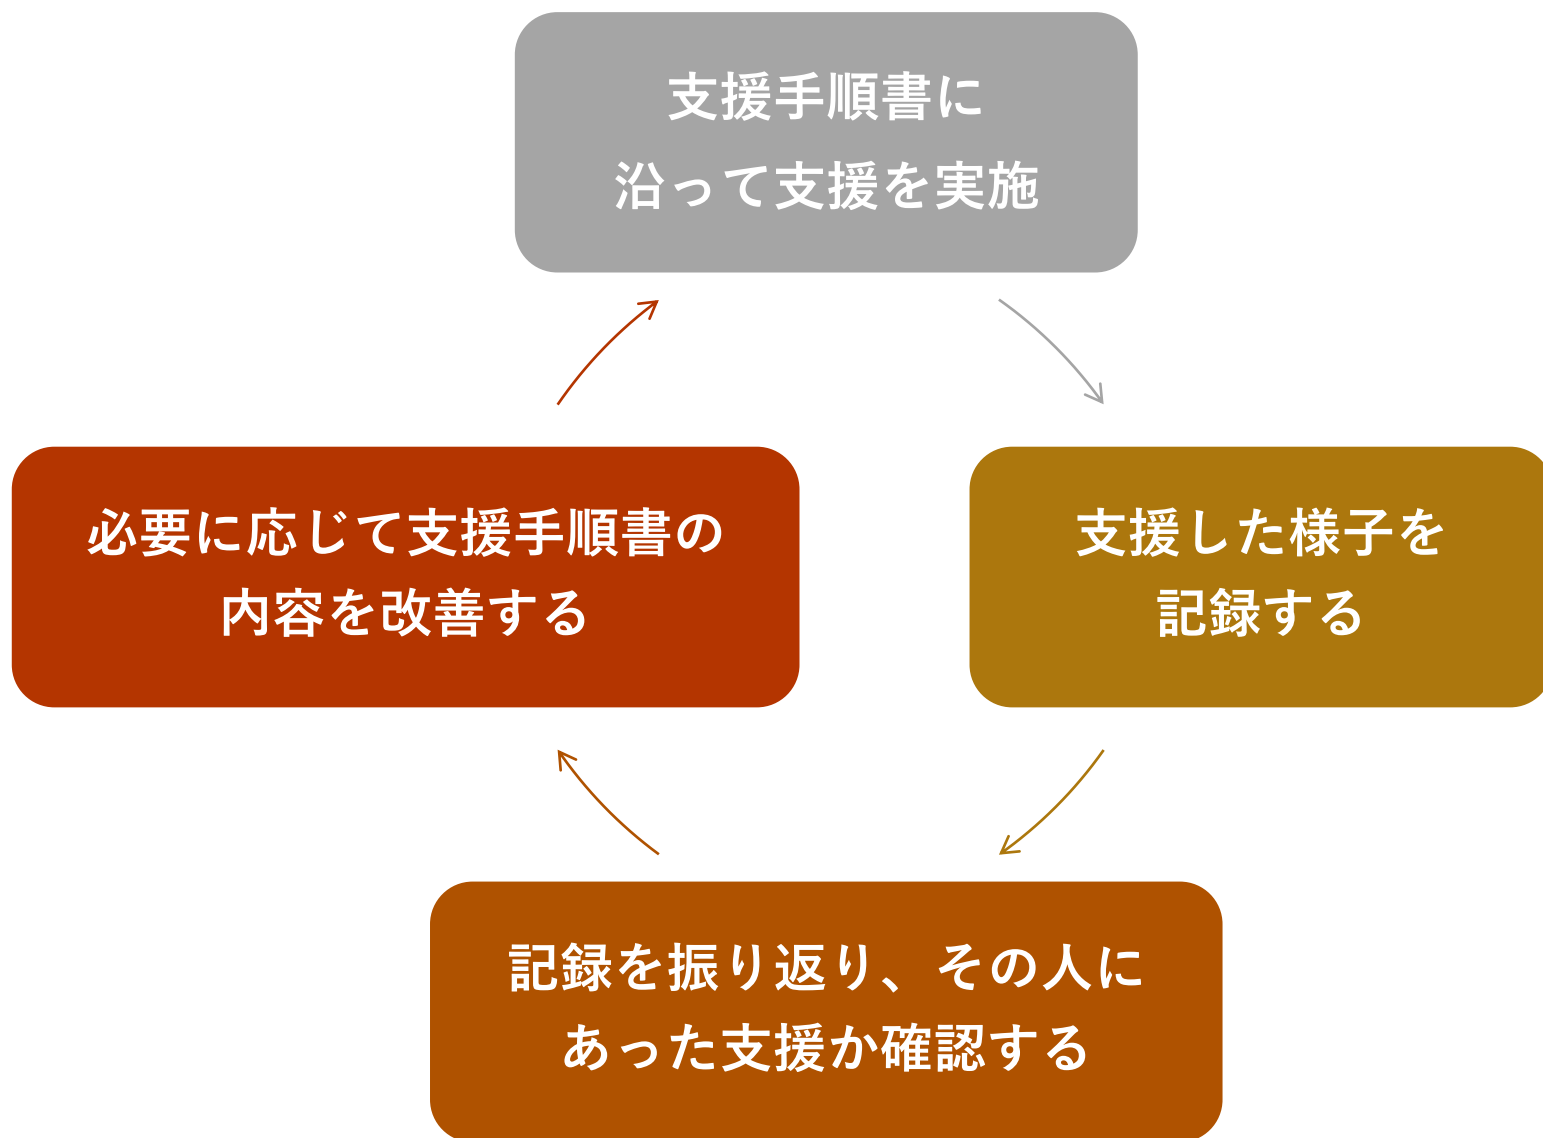 支援手順書に
沿って支援を実施
必要に応じて支援手順書の
内容を改善する
支援した様子を
記録する
記録を振り返り、その人に
あった支援か確認する